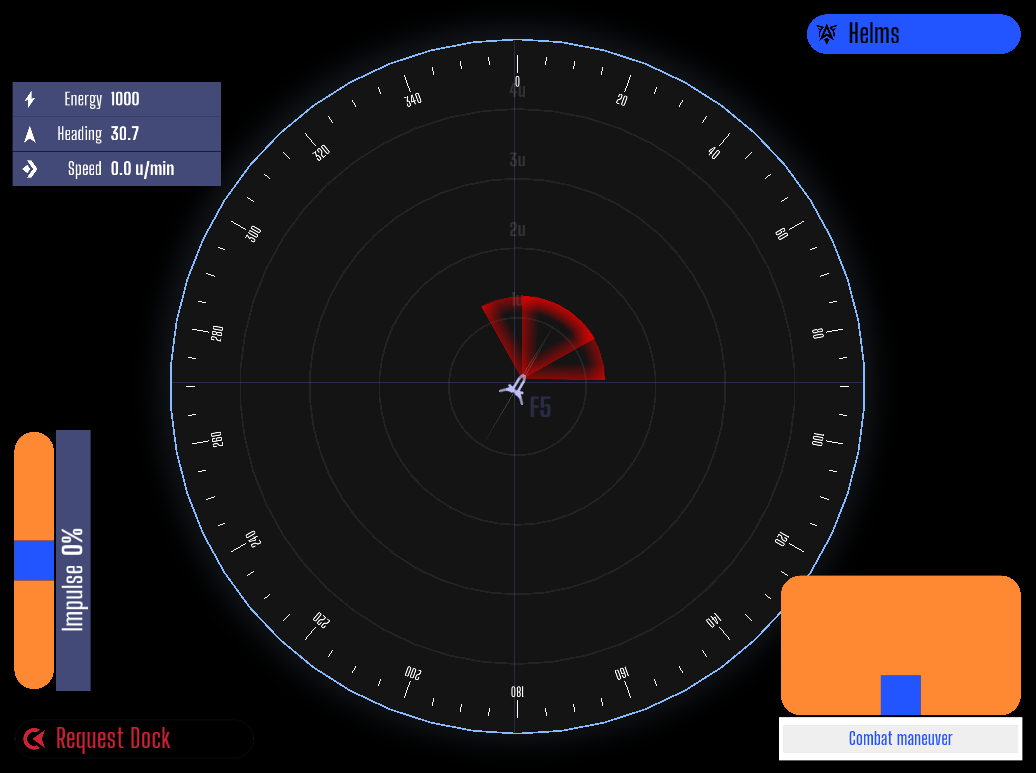 Helms
Energy 1000
Heading 30.7
Speed 0.0 u/min
0
20
40
60
80
100
120
140
160
180
200
220
240
260
280
300
320
340
4u
3u
2u
1u
F5
Impulse 0%
Request Dock
Combat maneuver